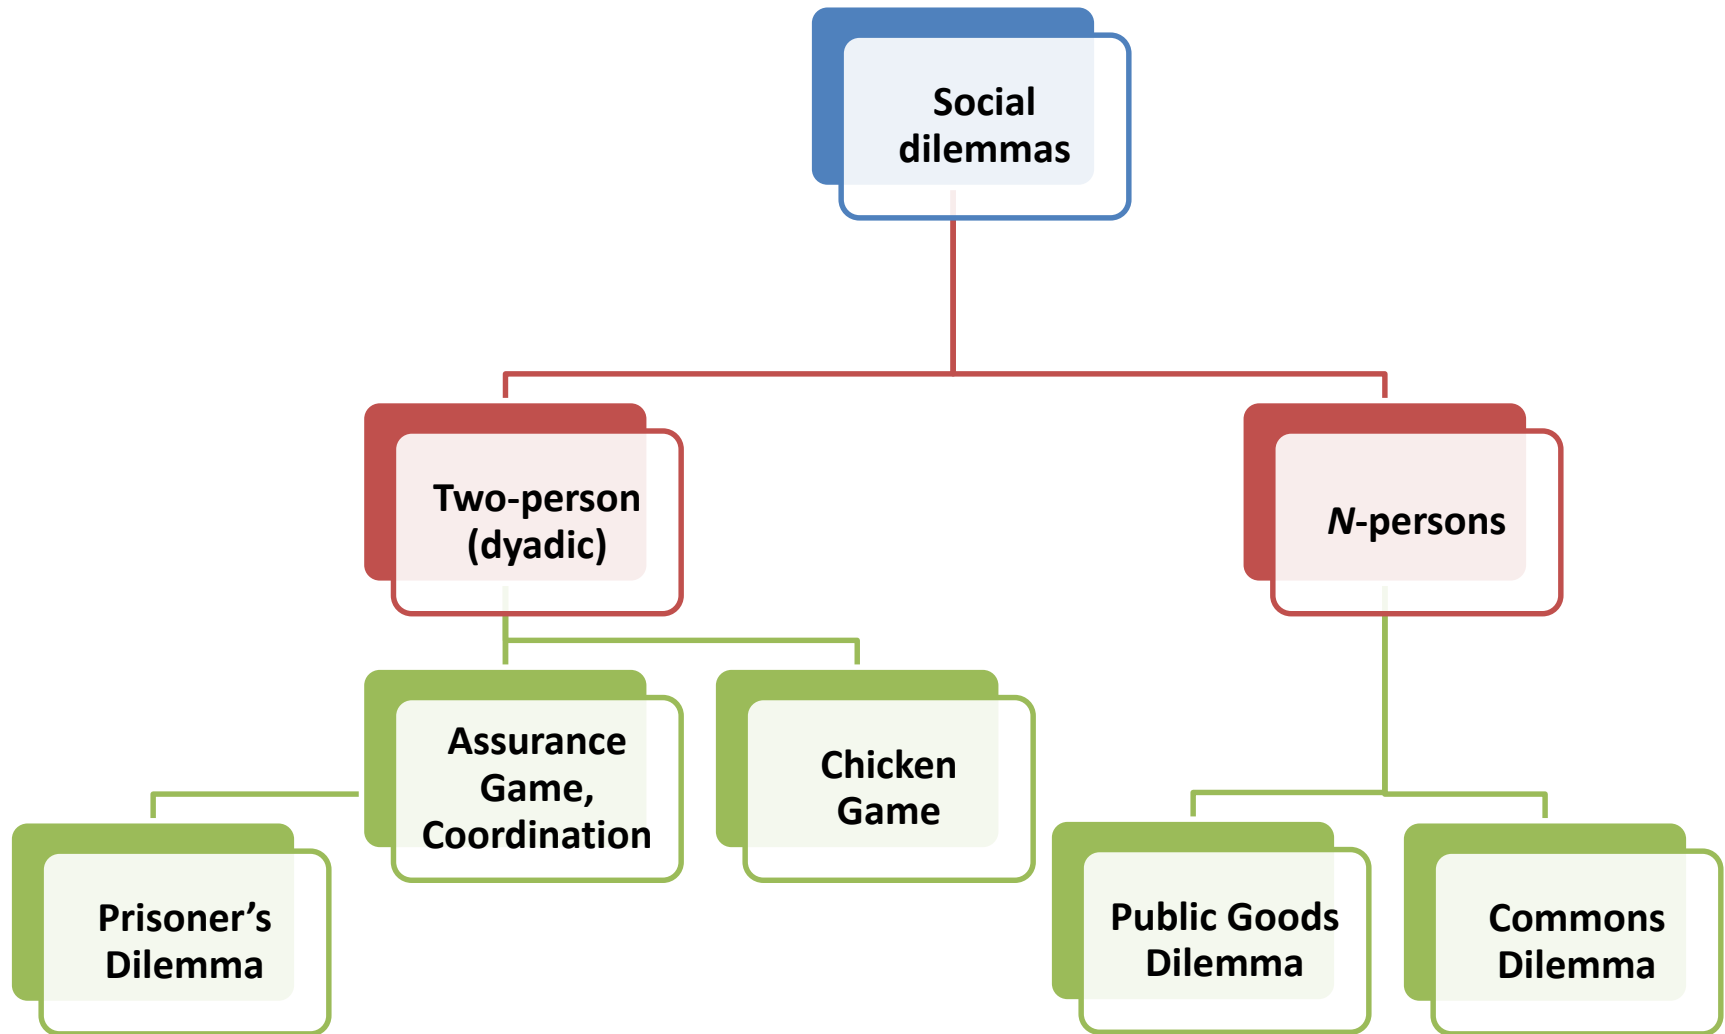 Social
dilemmas
Two-person
(dyadic)
N-persons
Assurance
Game,
Coordination
Chicken
Game
Prisoner’s
Dilemma
Public Goods
Dilemma
Commons
Dilemma